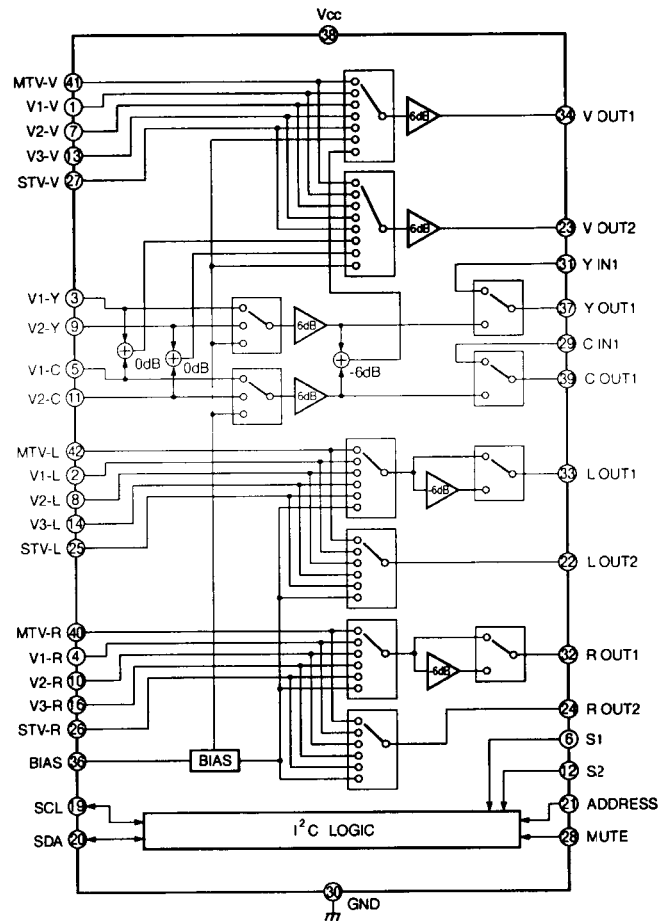 Vcc
38
MTV-V 41
V1-V 1
V2-V 7
V3-V 13
STV-V 27
6dB
34 V OUT1
6dB
23 V OUT2
31 Y IN1
V1-Y 3
V2-Y 9
6dB
37 Y OUT1
29 C IN1
0dB
0dB
-6dB
V1-C 5
V2-C 11
6dB
39 C OUT1
MTV-L 42
V1-L 2
V2-L 8
V3-L 14
STV-L 25
-6dB
33 L OUT1
22 L OUT2
MTV-R 40
V1-R 4
V2-R 10
V3-R 16
STV-R 26
-6dB
32 R OUT1
24 R OUT2
BIAS 36
BIAS
6 S1
12 S2
SCL 19
SDA 20
I²C LOGIC
21 ADDRESS
28 MUTE
30 GND